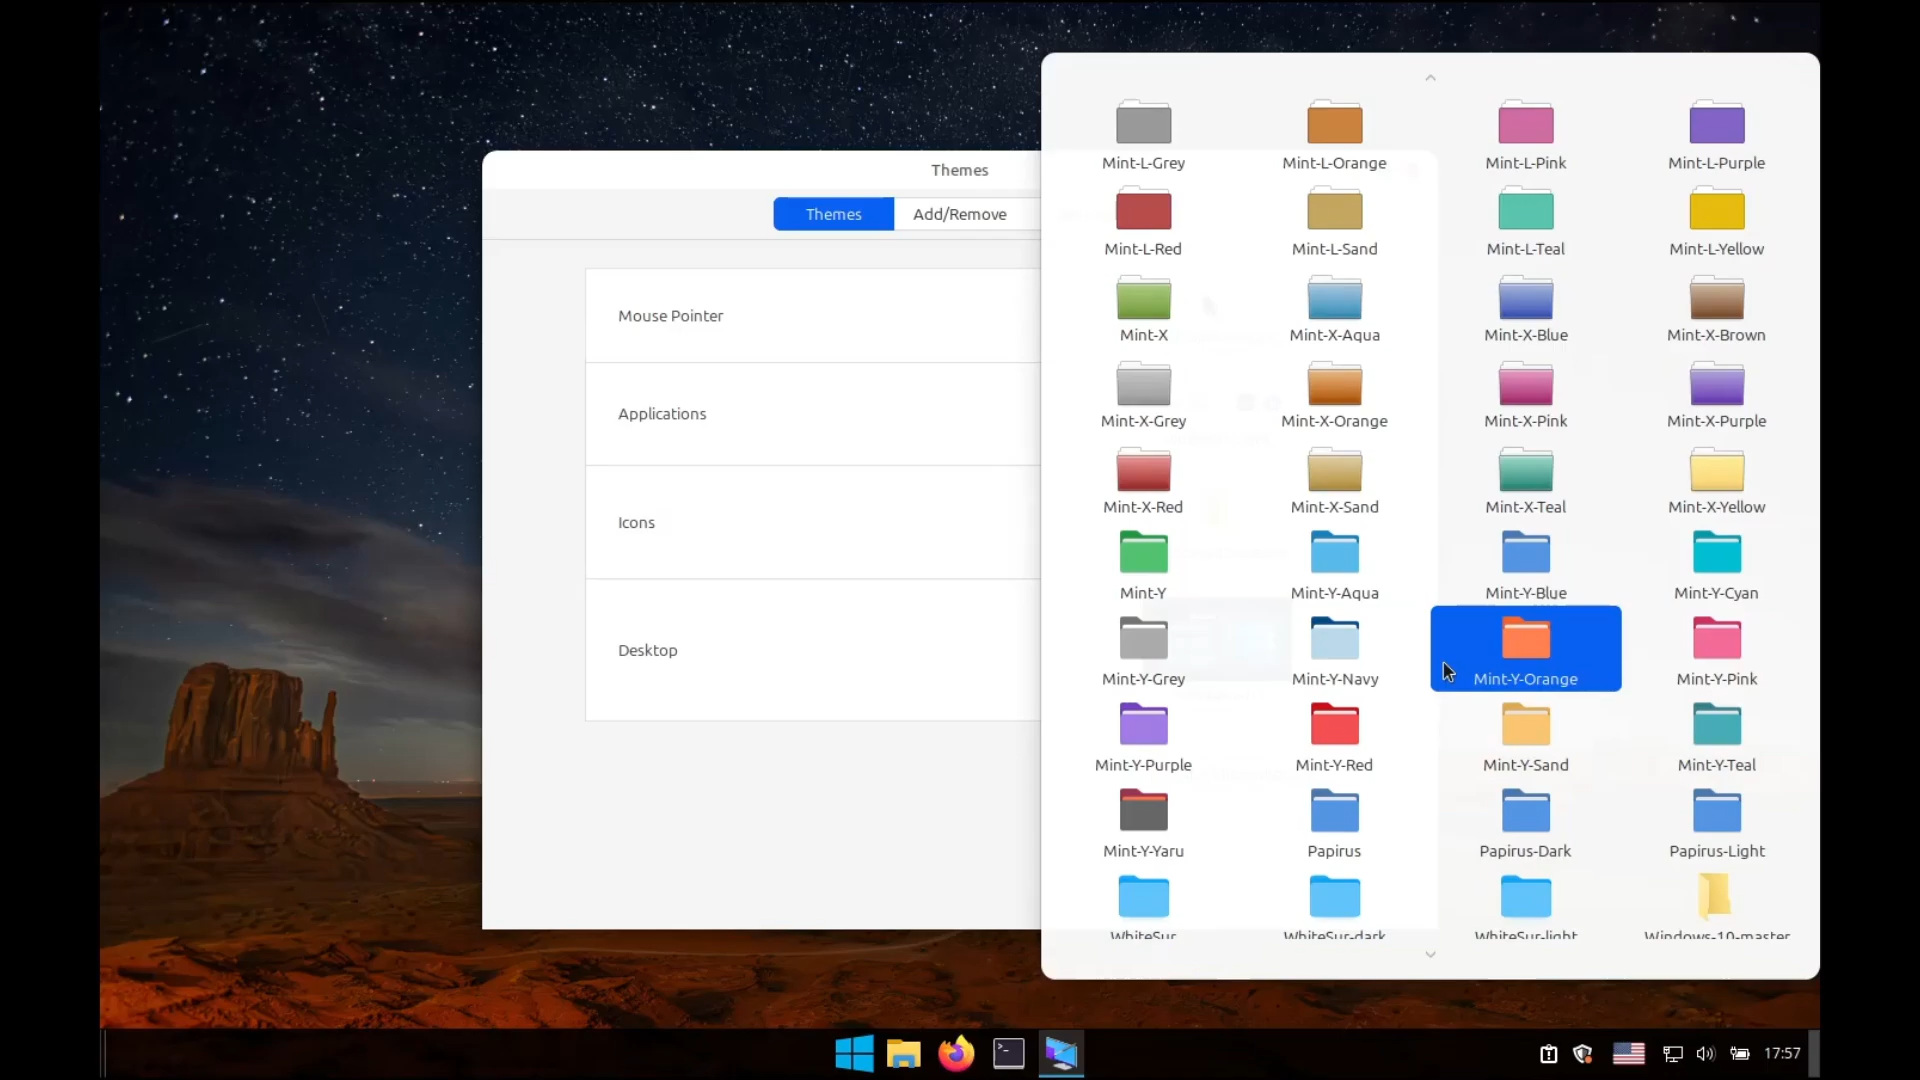 Themes
Themes
Add/Remove
Mouse Pointer
Applications
Icons
Desktop
Mint-L-Grey
Mint-L-Orange
Mint-L-Pink
Mint-L-Purple
Mint-L-Red
Mint-L-Sand
Mint-L-Teal
Mint-L-Yellow
Mint-X
Mint-X-Aqua
Mint-X-Blue
Mint-X-Brown
Mint-X-Grey
Mint-X-Orange
Mint-X-Pink
Mint-X-Purple
Mint-X-Red
Mint-X-Sand
Mint-X-Teal
Mint-X-Yellow
Mint-Y
Mint-Y-Aqua
Mint-Y-Blue
Mint-Y-Cyan
Mint-Y-Grey
Mint-Y-Navy
Mint-Y-Orange
Mint-Y-Pink
Mint-Y-Purple
Mint-Y-Red
Mint-Y-Sand
Mint-Y-Teal
Mint-Y-Yaru
Papirus
Papirus-Dark
Papirus-Light
WhiteSur
WhiteSur-dark
WhiteSur-light
Windows-10-master
17:57